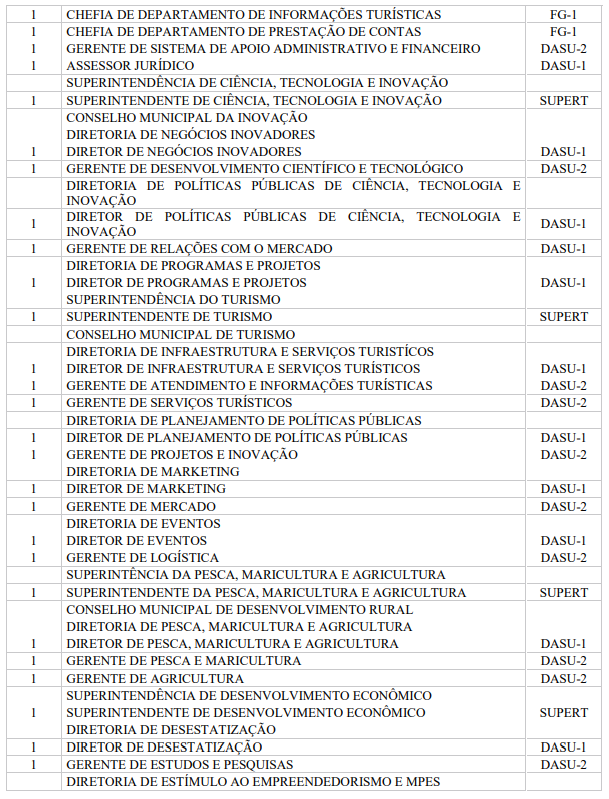 1 CHEFIA DE DEPARTAMENTO DE INFORMAÇÕES TURÍSTICAS FG-1
1 CHEFIA DE DEPARTAMENTO DE PRESTAÇÃO DE CONTAS FG-1
1 GERENTE DE SISTEMA DE APOIO ADMINISTRATIVO E FINANCEIRO DASU-2
1 ASSESSOR JURÍDICO DASU-1
SUPERINTENDÊNCIA DE CIÊNCIA, TECNOLOGIA E INOVAÇÃO
1 SUPERINTENDENTE DE CIÊNCIA, TECNOLOGIA E INOVAÇÃO SUPERT
CONSELHO MUNICIPAL DA INOVAÇÃO
DIRETORIA DE NEGÓCIOS INOVADORES
1 DIRETOR DE NEGÓCIOS INOVADORES DASU-1
1 GERENTE DE DESENVOLVIMENTO CIENTÍFICO E TECNOLÓGICO DASU-2
DIRETORIA DE POLÍTICAS PÚBLICAS DE CIÊNCIA, TECNOLOGIA E
INOVAÇÃO
1 DIRETOR DE POLÍTICAS PÚBLICAS DE CIÊNCIA, TECNOLOGIA E DASU-1
INOVAÇÃO
1 GERENTE DE RELAÇÕES COM O MERCADO DASU-1
DIRETORIA DE PROGRAMAS E PROJETOS
1 DIRETOR DE PROGRAMAS E PROJETOS DASU-1
SUPERINTENDÊNCIA DO TURISMO
1 SUPERINTENDENTE DE TURISMO SUPERT
CONSELHO MUNICIPAL DE TURISMO
DIRETORIA DE INFRAESTRUTURA E SERVIÇOS TURISTÍCOS
1 DIRETOR DE INFRAESTRUTURA E SERVIÇOS TURÍSTICOS DASU-1
1 GERENTE DE ATENDIMENTO E INFORMAÇÕES TURÍSTICAS DASU-2
1 GERENTE DE SERVIÇOS TURÍSTICOS DASU-2
DIRETORIA DE PLANEJAMENTO DE POLÍTICAS PÚBLICAS
1 DIRETOR DE PLANEJAMENTO DE POLÍTICAS PÚBLICAS DASU-1
1 GERENTE DE PROJETOS E INOVAÇÃO DASU-2
DIRETORIA DE MARKETING
1 DIRETOR DE MARKETING DASU-1
1 GERENTE DE MERCADO DASU-2
DIRETORIA DE EVENTOS
1 DIRETOR DE EVENTOS DASU-1
1 GERENTE DE LOGÍSTICA DASU-2
SUPERINTÊNCIA DA PESCA, MARICULTURA E AGRICULTURA
1 SUPERINTENDENTE DA PESCA, MARICULTURA E AGRICULTURA SUPERT
CONSELHO MUNICIPAL DE DESENVOLVIMENTO RURAL
DIRETORIA DE PESCA, MARICULTURA E AGRICULTURA
1 DIRETOR DE PESCA, MARICULTURA E AGRICULTURA DASU-1
1 GERENTE DE PESCA E MARICULTURA DASU-2
1 GERENTE DE AGRICULTURA DASU-2
SUPERINTENDÊNCIA DE DESENVOLVIMENTO ECONÔMICO
1 SUPERINTENDENTE DE DESENVOLVIMENTO ECONÔMICO SUPERT
DIRETORIA DE DESESTATIZAÇÃO
1 DIRETOR DE DESESTATIZAÇÃO DASU-1
1 GERENTE DE ESTUDOS E PESQUISAS DASU-2
DIRETORIA DE ESTÍMULO AO EMPREENDEDORISMO E MPES